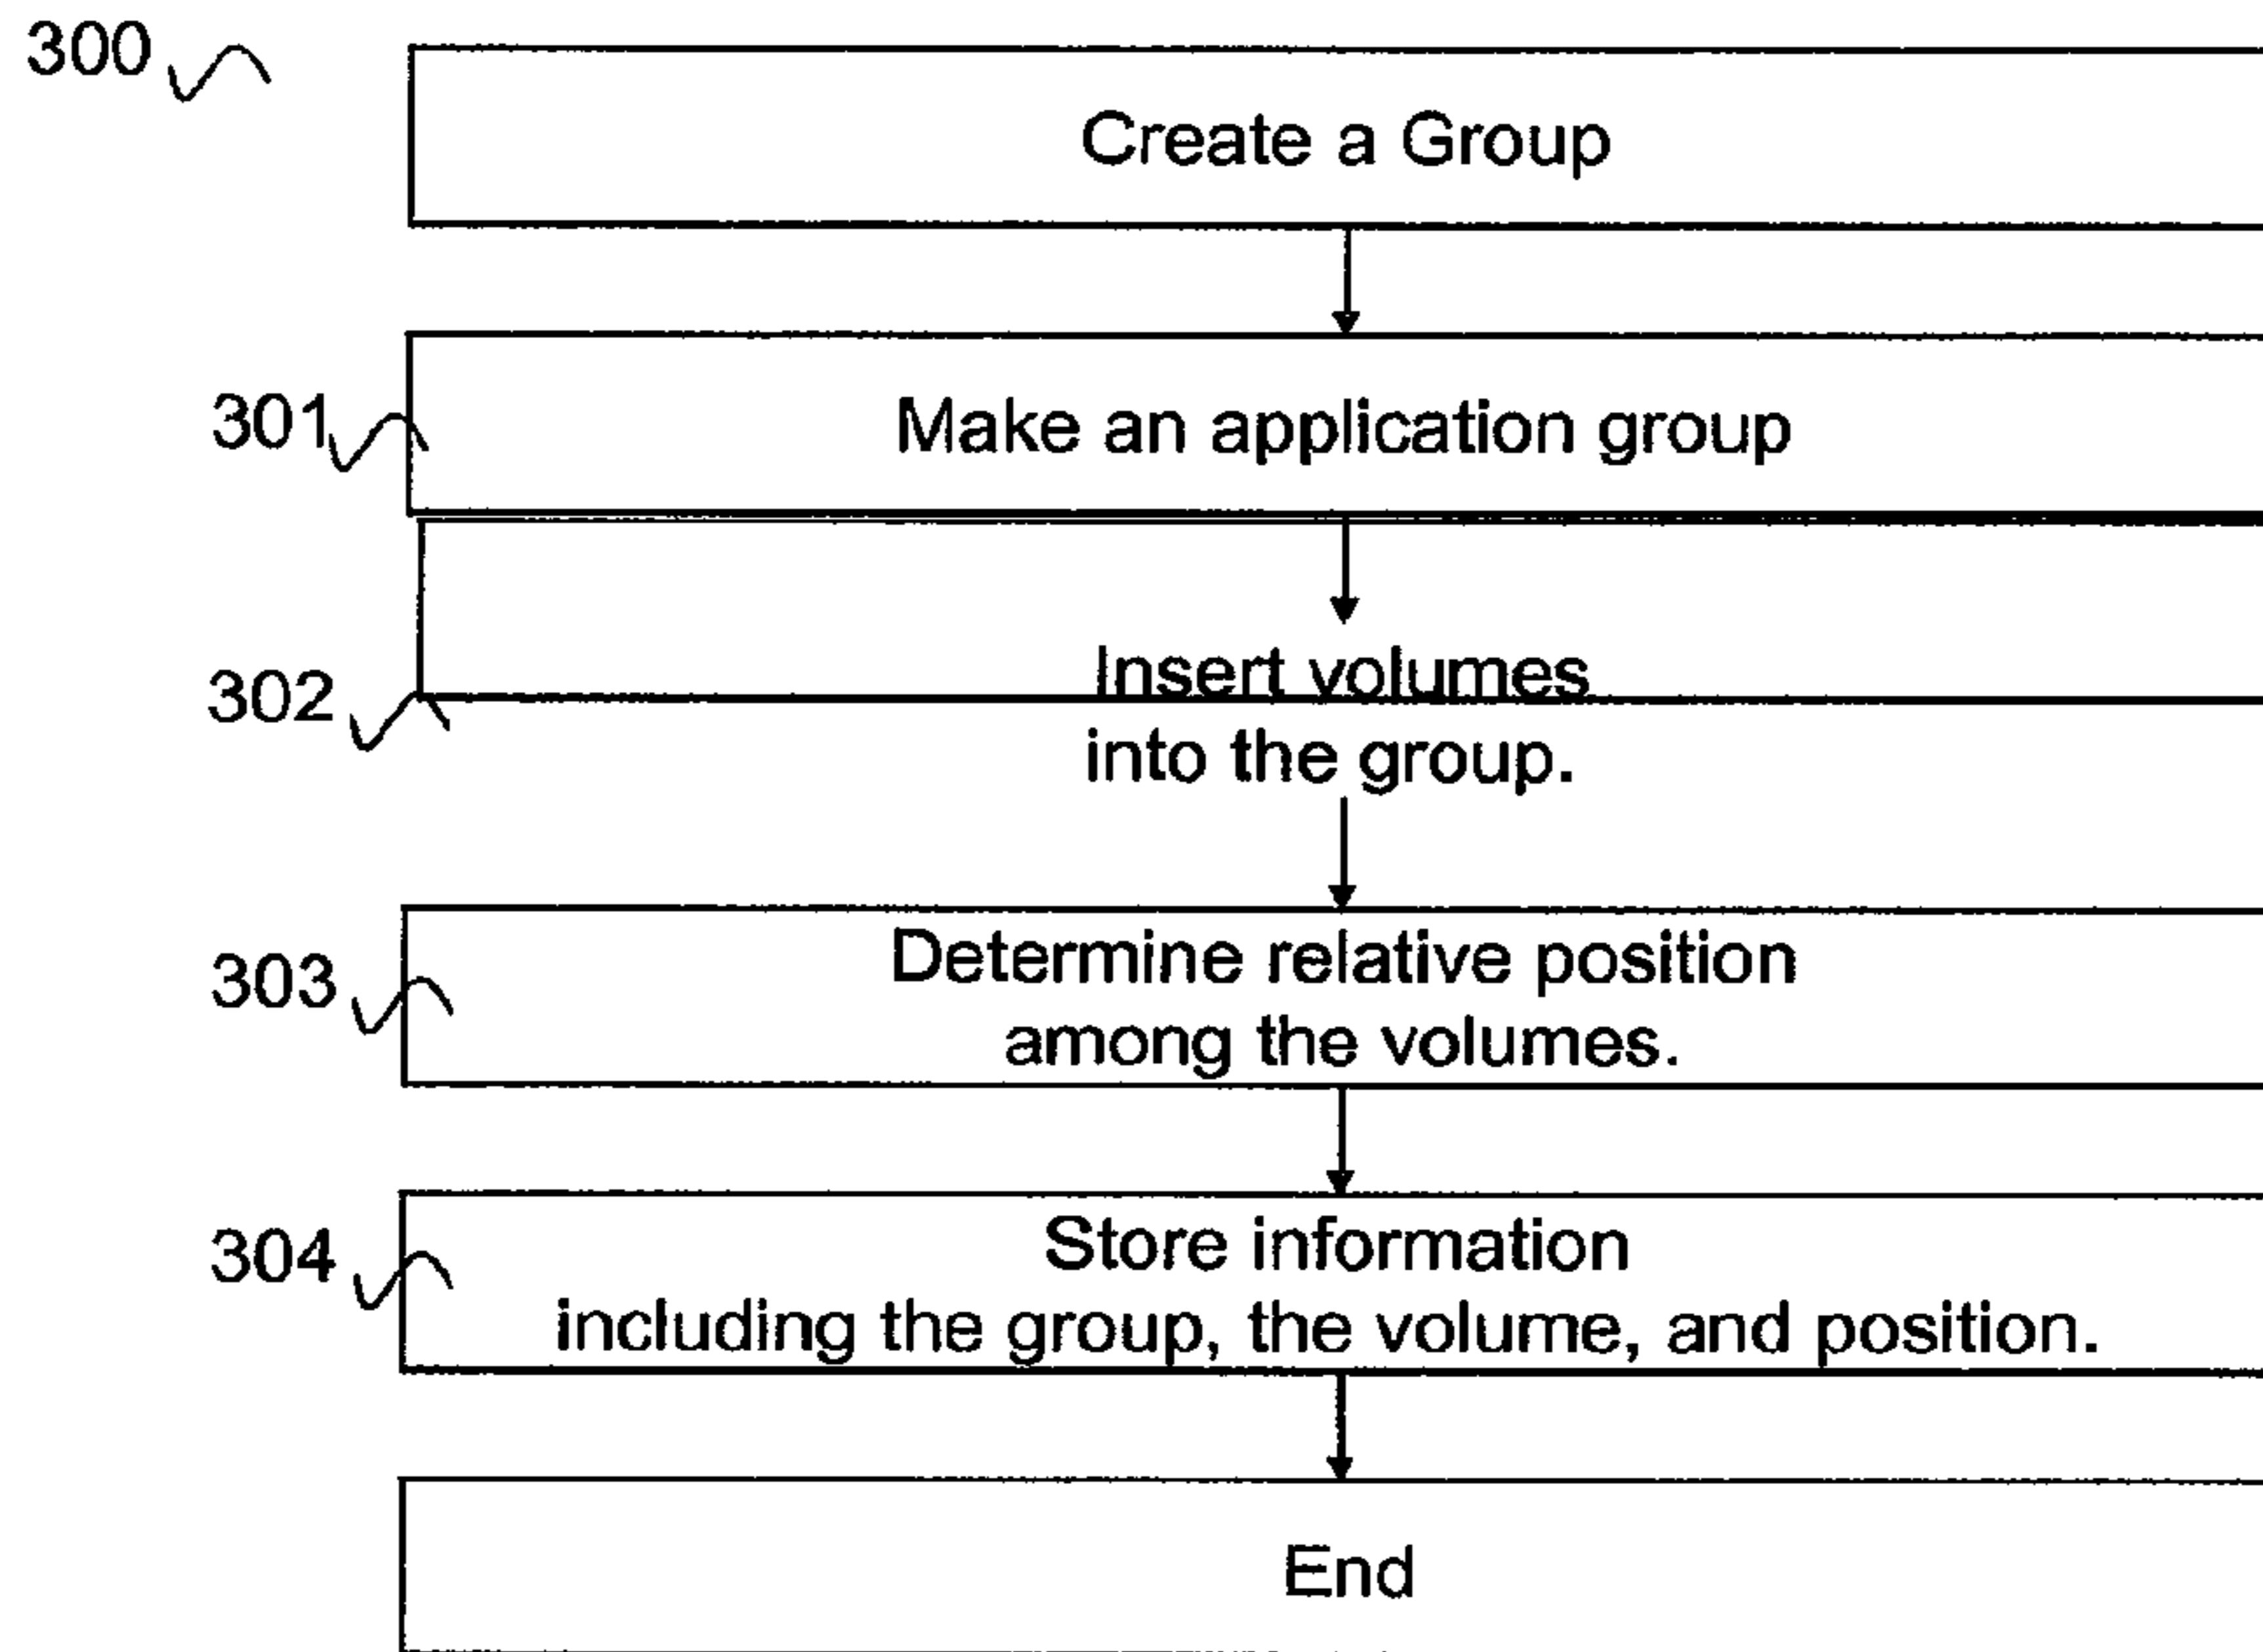 300
Create a Group
301
Make an application group
302
Insert volumes
into the group.
303
Determine relative position
among the volumes.
304
Store information
including the group, the volume, and position.
End